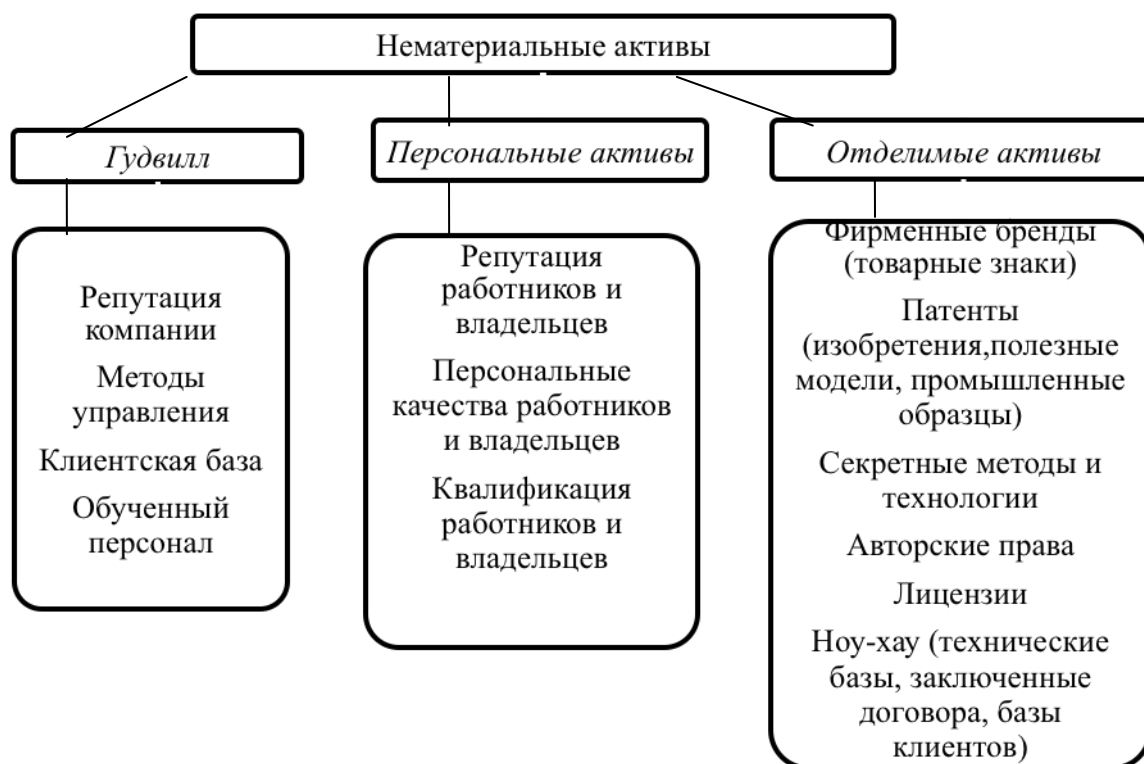 Нематериальные активы
Гудвилл
Персональные активы
Отделимые активы
Репутация
компании
Методы
управления
Клиентская база
Обученный
персонал
Репутация
работников и
владельцев
Персональные
качества работников
и владельцев
Квалификация
работников и
владельцев
Фирменные бренды
(товарные знаки)
Патенты
(изобретения,полезные
модели, промышленные
образцы)
Секретные методы и
технологии
Авторские права
Лицензии
Ноу-хау (технические
базы, заключенные
договора, базы
клиентов)